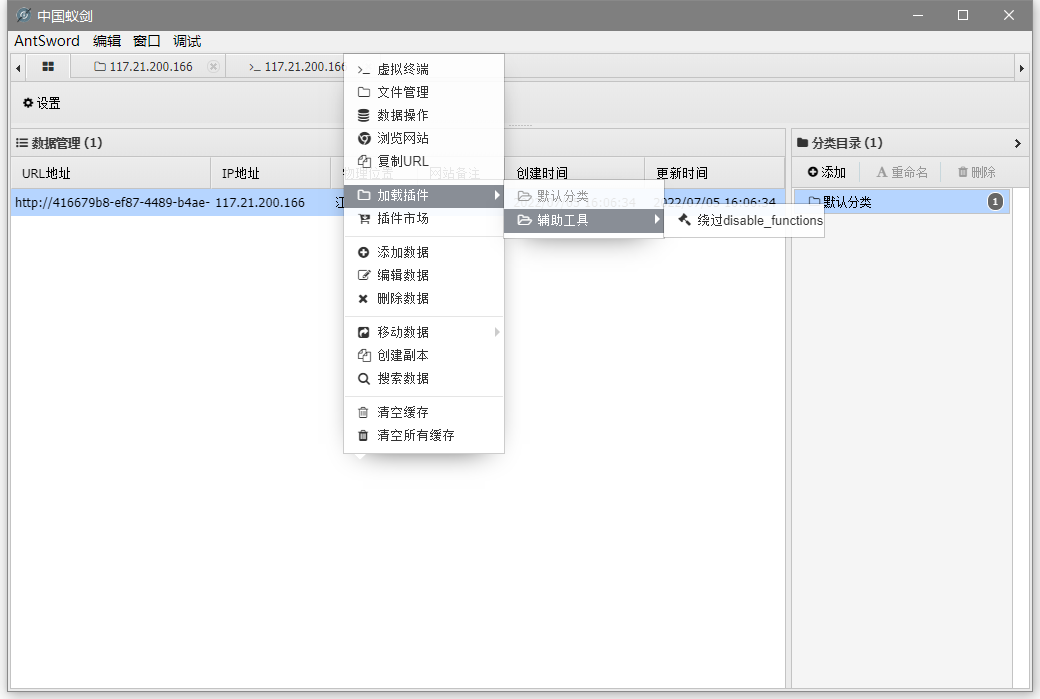 中国蚁剑
AntSword 编辑 窗口 调试
117.21.200.166
>_ 117.21.200.166
设置
数据管理 (1)
URL地址 IP地址 物理位置 网站备注 创建时间 更新时间
http://416679b8-ef87-4489-b4ae- 117.21.200.166 江 2022/07/05 16:06:34 2022/07/05 16:06:34
虚拟终端
文件管理
数据操作
浏览网站
复制URL
加载插件
插件市场
添加数据
编辑数据
删除数据
移动数据
创建副本
搜索数据
清空缓存
清空所有缓存
默认分类
辅助工具
绕过disable_functions
分类目录 (1)
添加 重命名 删除
默认分类 1